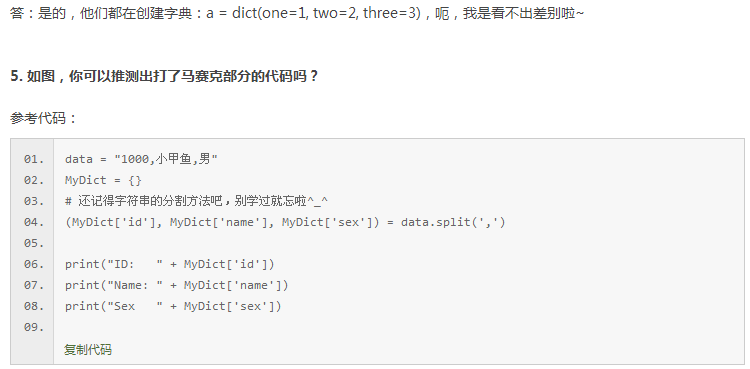 答：是的，他们都在创建字典：a = dict(one=1, two=2, three=3)，呃，我是看不出差别啦~
5. 如图，你可以推测出打了马赛克部分的代码吗？
参考代码：
01. data = "1000,小甲鱼,男"
02. MyDict = {}
03. # 还记得字符串的分割方法吧，别学过就忘啦^_^
04. (MyDict['id'], MyDict['name'], MyDict['sex']) = data.split(',')
05.
06. print("ID:   " + MyDict['id'])
07. print("Name: " + MyDict['name'])
08. print("Sex   " + MyDict['sex'])
09.
复制代码